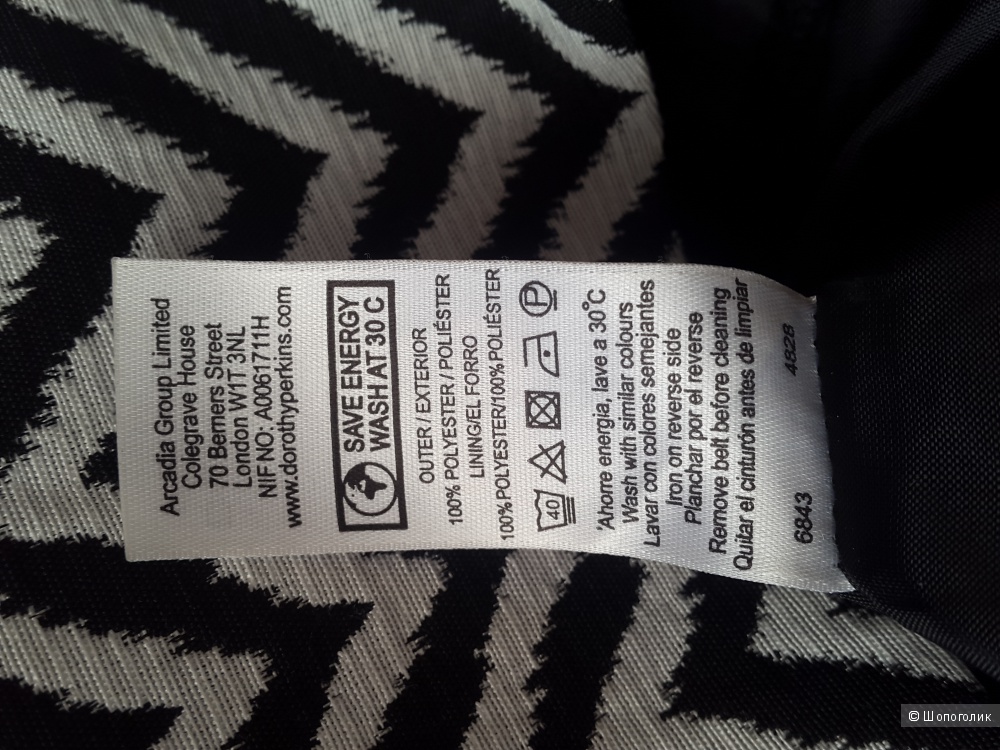 Arcadia Group Limited
Colegrave House
70 Berners Street
London W1T 3NL
NIF NO: A0061711H
www.dorothyperkins.com
SAVE ENERGY
WASH AT 30 C
OUTER / EXTERIOR
100% POLYESTER / POLIÉSTER
LINING/EL FORRO
100% POLYESTER/100% POLIÉSTER
40
P
*Ahorre energia, lave a 30°C
Wash with similar colours
Lavar con colores semejantes
Iron on reverse side
Planchar por el reverse
Remove belt before cleaning
Quitar el cinturón antes de limpiar
6843 4828
© Шопоголик